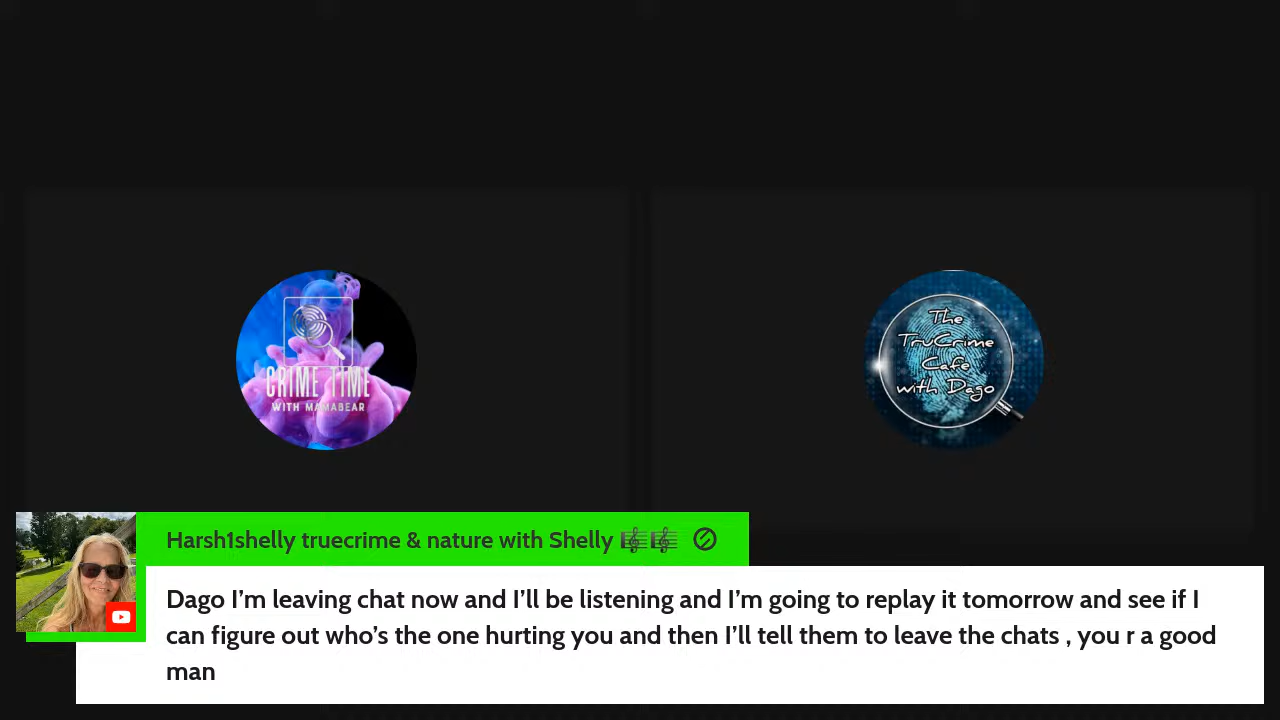 CRIME TIME
WITH MAMABEAR
The
TruCrime
Cafe
with Dago
Harsh1shelly truecrime & nature with Shelly 🎼🎼
Dago I’m leaving chat now and I’ll be listening and I’m going to replay it tomorrow and see if I
can figure out who’s the one hurting you and then I’ll tell them to leave the chats , you r a good
man